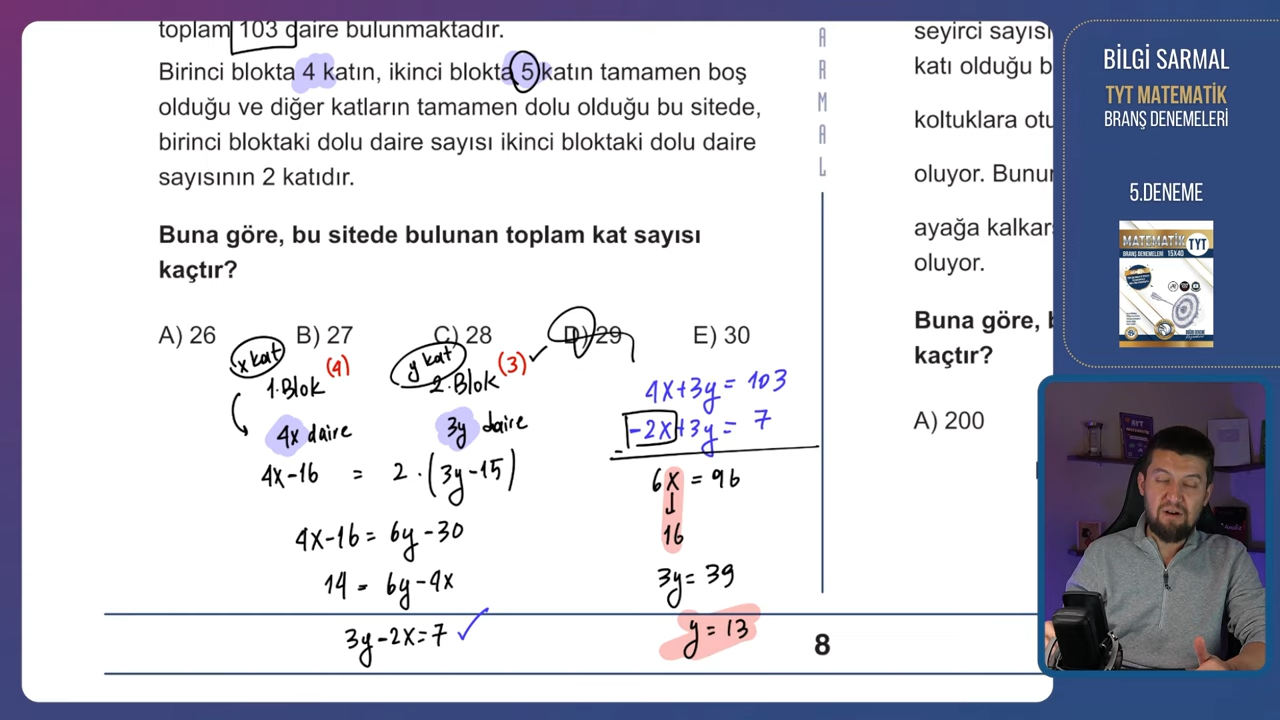 toplam 103 daire bulunmaktadır.
Birinci blokta 4 katın, ikinci blokta 5 katın tamamen boş
olduğu ve diğer katların tamamen dolu olduğu bu sitede,
birinci bloktaki dolu daire sayısı ikinci bloktaki dolu daire
sayısının 2 katıdır.
Buna göre, bu sitede bulunan toplam kat sayısı
kaçtır?
A) 26 B) 27 C) 28 D) 29 E) 30
x kat y kat
1.Blok (4) 2.Blok (3)
4x daire 3y daire
4x-16 = 2·(3y-15)
4x-16 = 6y-30
14 = 6y-4x
3y-2x=7
4x+3y = 103
-2x+3y = 7
6x = 96
16
3y = 39
y = 13
8
A
R
M
A
L
seyirci sayısı
katı olduğu b
koltuklara otu
oluyor. Bunun
ayağa kalkar
oluyor.
Buna göre, b
kaçtır?
A) 200
BİLGİ SARMAL
TYT MATEMATİK
BRANŞ DENEMELERİ
5.DENEME
MATEMATİK TYT
BRANŞ DENEMELERİ 15X40